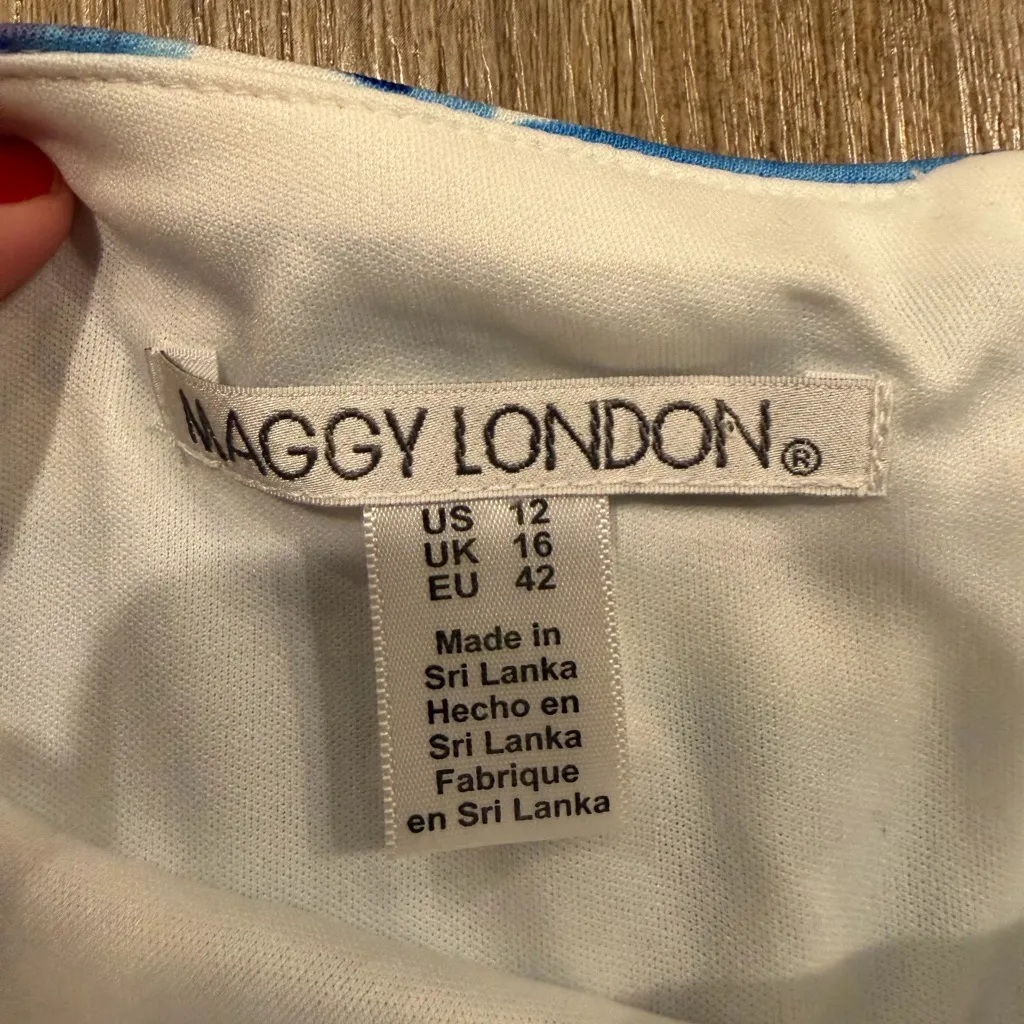 MAGGY LONDON®
US 12
UK 16
EU 42
Made in
Sri Lanka
Hecho en
Sri Lanka
Fabrique
en Sri Lanka